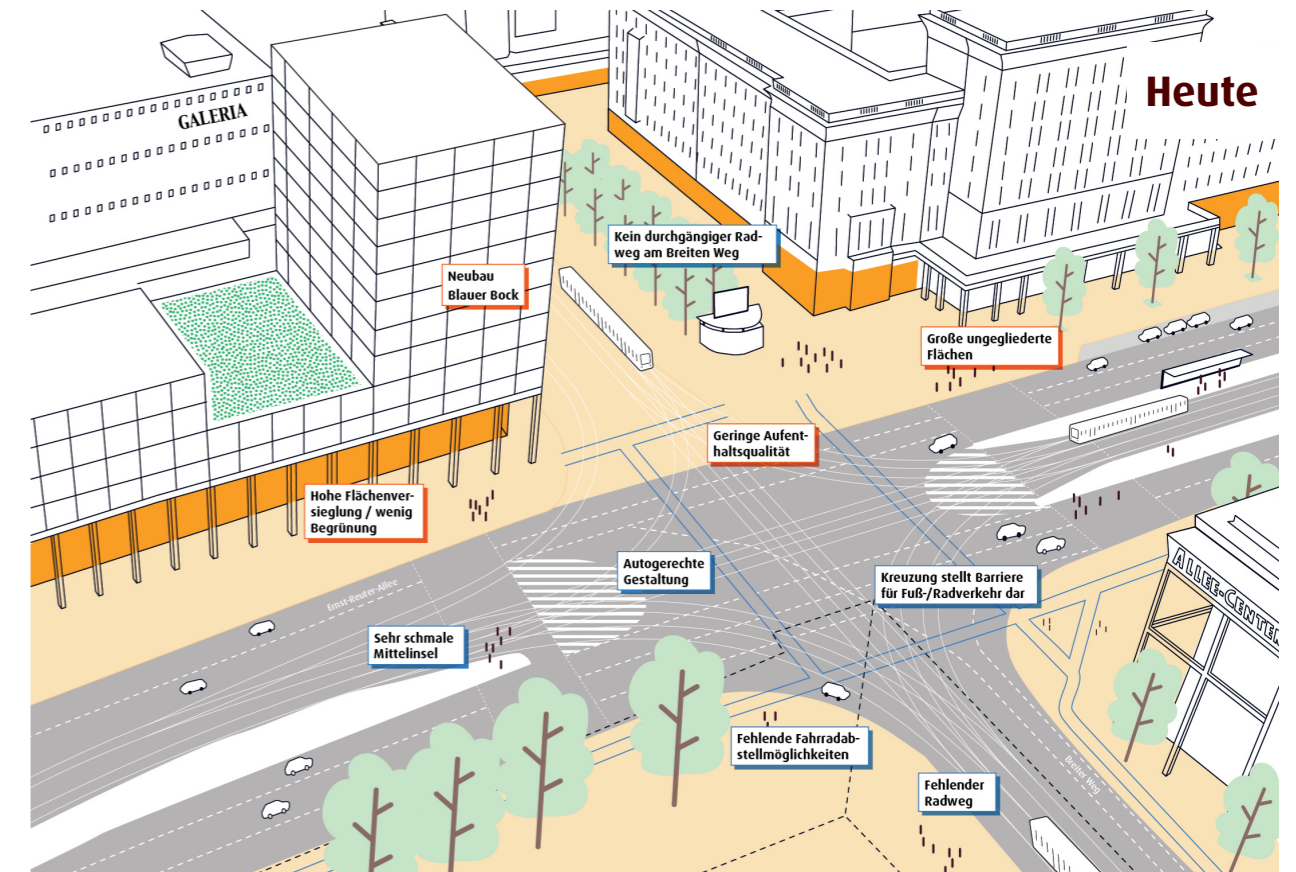 Heute
GALERIA
Kein durchgängiger Rad-
weg am Breiten Weg
Neubau
Blauer Bock
Große ungegliederte
Flächen
Geringe Aufent-
haltsqualität
Hohe Flächenver-
sieglung / wenig
Begrünung
Autogerechte
Gestaltung
Kreuzung stellt Barriere
für Fuß-/Radverkehr dar
ALLEE-CENTER
Ernst-Reuter-Allee
Sehr schmale
Mittelinsel
Fehlende Fahrradab-
stellmöglichkeiten
Breiter Weg
Fehlender
Radweg